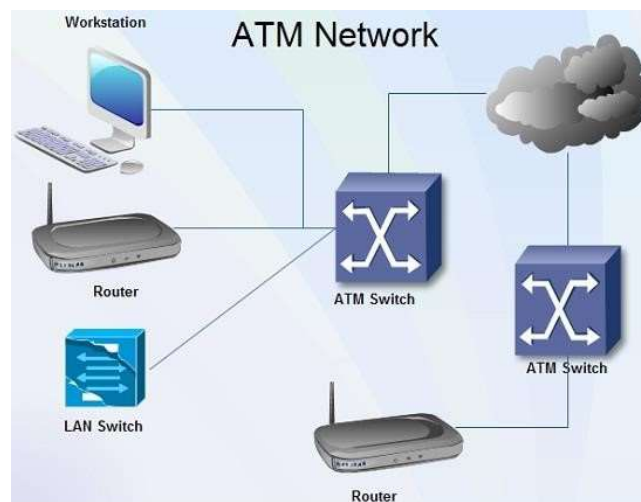 Workstation
ATM Network
Router
ATM Switch
ATM Switch
LAN Switch
Router